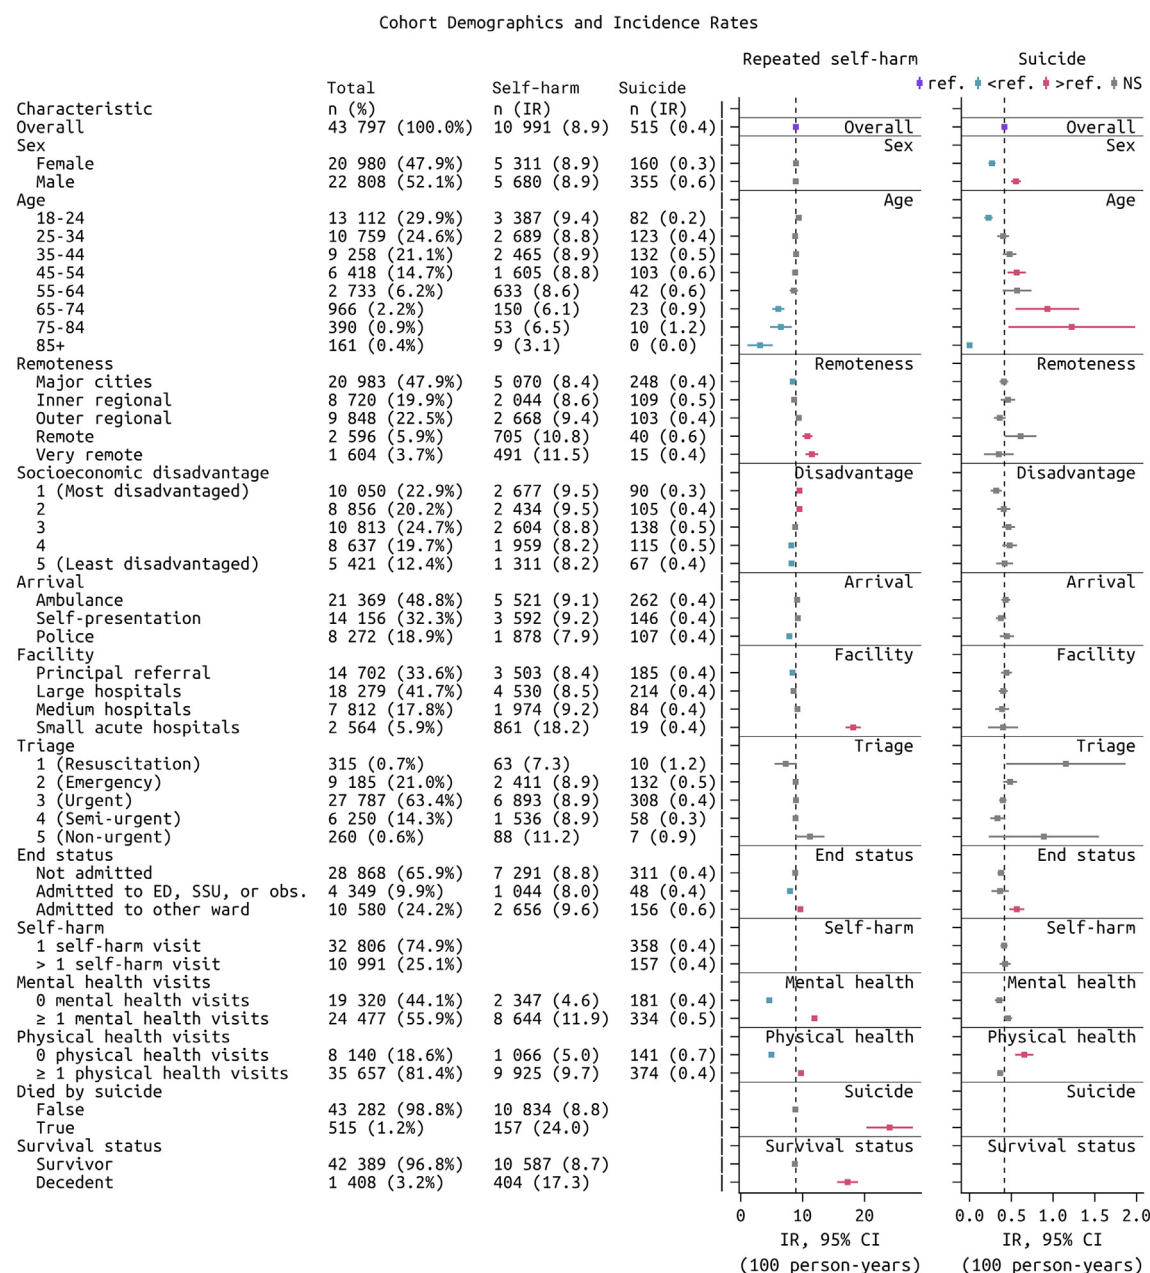 Cohort Demographics and Incidence Rates
Repeated self-harm Suicide
Total Self-harm Suicide ref. <ref. >ref. NS
Characteristic n (%) n (IR) n (IR)
Overall 43 797 (100.0%) 10 991 (8.9) 515 (0.4) Overall Overall
Sex Sex Sex
Female 20 980 (47.9%) 5 311 (8.9) 160 (0.3)
Male 22 808 (52.1%) 5 680 (8.9) 355 (0.6)
Age Age Age
18-24 13 112 (29.9%) 3 387 (9.4) 82 (0.2)
25-34 10 759 (24.6%) 2 689 (8.8) 123 (0.4)
35-44 9 258 (21.1%) 2 465 (8.9) 132 (0.5)
45-54 6 418 (14.7%) 1 605 (8.8) 103 (0.6)
55-64 2 733 (6.2%) 633 (8.6) 42 (0.6)
65-74 966 (2.2%) 150 (6.1) 23 (0.9)
75-84 390 (0.9%) 53 (6.5) 10 (1.2)
85+ 161 (0.4%) 9 (3.1) 0 (0.0)
Remoteness Remoteness Remoteness
Major cities 20 983 (47.9%) 5 070 (8.4) 248 (0.4)
Inner regional 8 720 (19.9%) 2 044 (8.6) 109 (0.5)
Outer regional 9 848 (22.5%) 2 668 (9.4) 103 (0.4)
Remote 2 596 (5.9%) 705 (10.8) 40 (0.6)
Very remote 1 604 (3.7%) 491 (11.5) 15 (0.4)
Socioeconomic disadvantage Disadvantage Disadvantage
1 (Most disadvantaged) 10 050 (22.9%) 2 677 (9.5) 90 (0.3)
2 8 856 (20.2%) 2 434 (9.5) 105 (0.4)
3 10 813 (24.7%) 2 604 (8.8) 138 (0.5)
4 8 637 (19.7%) 1 959 (8.2) 115 (0.5)
5 (Least disadvantaged) 5 421 (12.4%) 1 311 (8.2) 67 (0.4)
Arrival Arrival Arrival
Ambulance 21 369 (48.8%) 5 521 (9.1) 262 (0.4)
Self-presentation 14 156 (32.3%) 3 592 (9.2) 146 (0.4)
Police 8 272 (18.9%) 1 878 (7.9) 107 (0.4)
Facility Facility Facility
Principal referral 14 702 (33.6%) 3 503 (8.4) 185 (0.4)
Large hospitals 18 279 (41.7%) 4 530 (8.5) 214 (0.4)
Medium hospitals 7 812 (17.8%) 1 974 (9.2) 84 (0.4)
Small acute hospitals 2 564 (5.9%) 861 (18.2) 19 (0.4)
Triage Triage Triage
1 (Resuscitation) 315 (0.7%) 63 (7.3) 10 (1.2)
2 (Emergency) 9 185 (21.0%) 2 411 (8.9) 132 (0.5)
3 (Urgent) 27 787 (63.4%) 6 893 (8.9) 308 (0.4)
4 (Semi-urgent) 6 250 (14.3%) 1 536 (8.9) 58 (0.3)
5 (Non-urgent) 260 (0.6%) 88 (11.2) 7 (0.9)
End status End status End status
Not admitted 28 868 (65.9%) 7 291 (8.8) 311 (0.4)
Admitted to ED, SSU, or obs. 4 349 (9.9%) 1 044 (8.0) 48 (0.4)
Admitted to other ward 10 580 (24.2%) 2 656 (9.6) 156 (0.6)
Self-harm Self-harm Self-harm
1 self-harm visit 32 806 (74.9%) 358 (0.4)
> 1 self-harm visit 10 991 (25.1%) 157 (0.4)
Mental health visits Mental health Mental health
0 mental health visits 19 320 (44.1%) 2 347 (4.6) 181 (0.4)
≥ 1 mental health visits 24 477 (55.9%) 8 644 (11.9) 334 (0.5)
Physical health visits Physical health Physical health
0 physical health visits 8 140 (18.6%) 1 066 (5.0) 141 (0.7)
≥ 1 physical health visits 35 657 (81.4%) 9 925 (9.7) 374 (0.4)
Died by suicide Suicide Suicide
False 43 282 (98.8%) 10 834 (8.8)
True 515 (1.2%) 157 (24.0)
Survival status Survival status Survival status
Survivor 42 389 (96.8%) 10 587 (8.7)
Decedent 1 408 (3.2%) 404 (17.3)
0 10 20 0.0 0.5 1.0 1.5 2.0
IR, 95% CI IR, 95% CI
(100 person-years) (100 person-years)